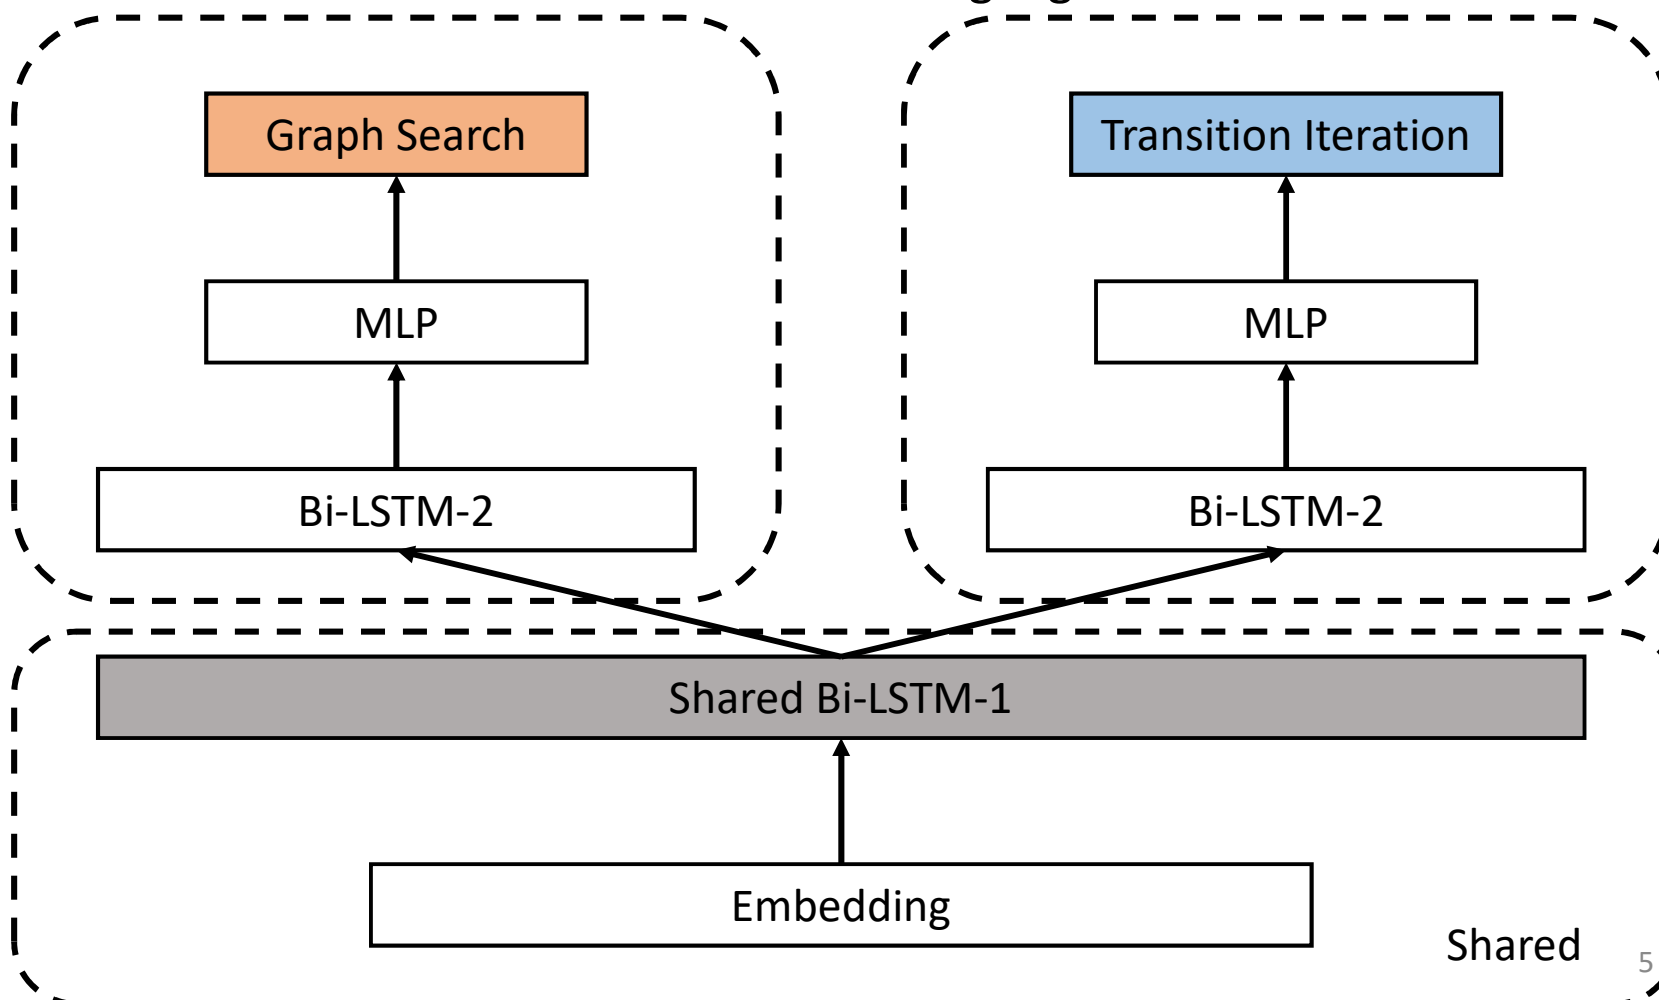 Graph Search
Transition Iteration
MLP
MLP
Bi-LSTM-2
Bi-LSTM-2
Shared Bi-LSTM-1
Embedding
Shared
5